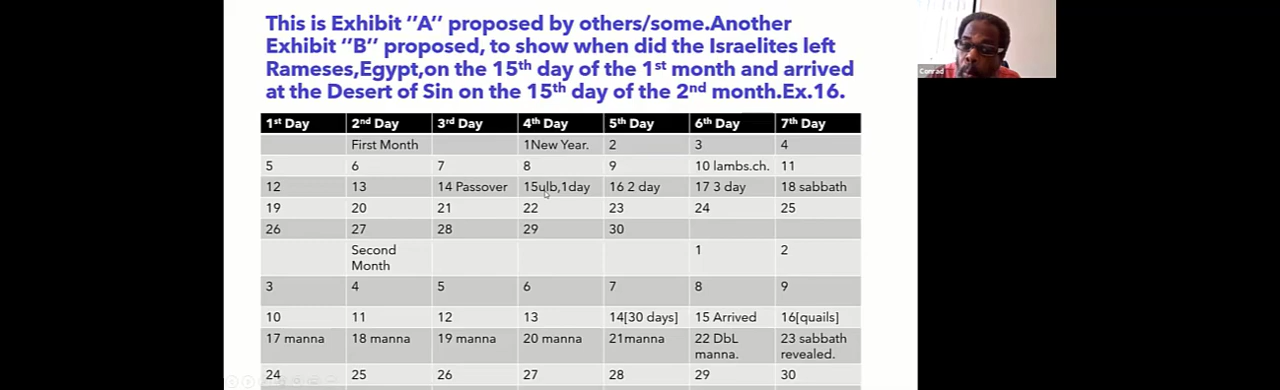 This is Exhibit ‘‘A’’ proposed by others/some.Another
Exhibit ‘‘B’’ proposed, to show when did the Israelites left
Rameses,Egypt,on the 15th day of the 1st month and arrived
at the Desert of Sin on the 15th day of the 2nd month.Ex.16.
Conrad
1st Day 2nd Day 3rd Day 4th Day 5th Day 6th Day 7th Day
First Month 1New Year. 2 3 4
5 6 7 8 9 10 lambs.ch. 11
12 13 14 Passover 15ulb,1day 16 2 day 17 3 day 18 sabbath
19 20 21 22 23 24 25
26 27 28 29 30
Second
Month 1 2
3 4 5 6 7 8 9
10 11 12 13 14[30 days] 15 Arrived 16[quails]
17 manna 18 manna 19 manna 20 manna 21manna 22 DbL
manna. 23 sabbath
revealed.
24 25 26 27 28 29 30